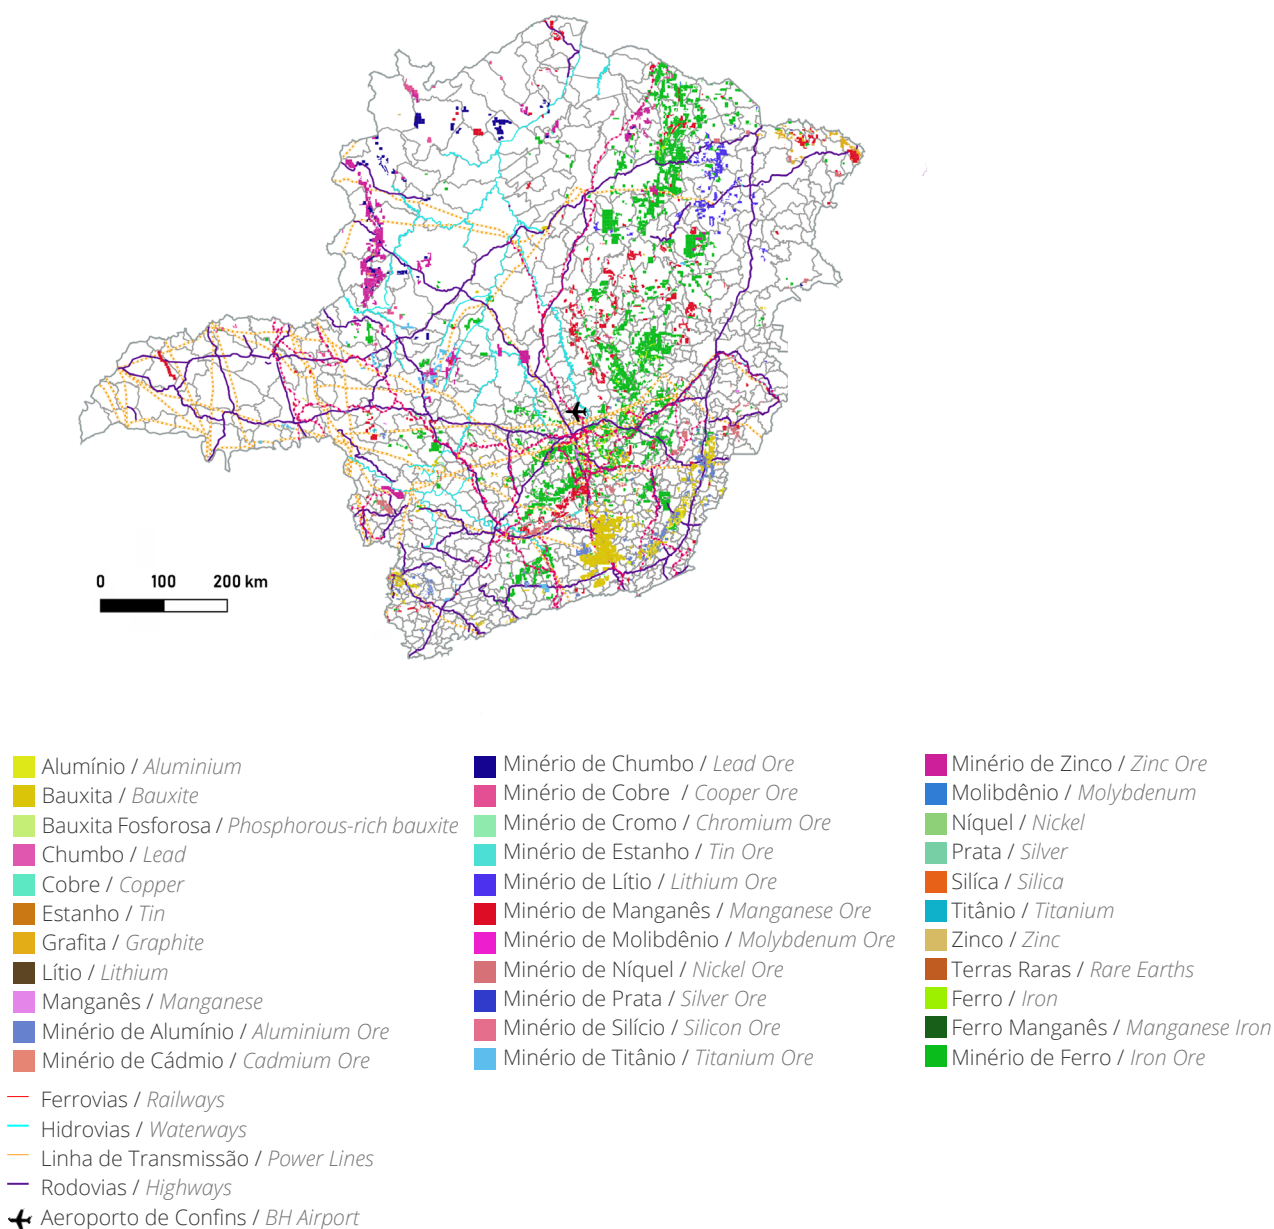 0 100 200 km
Alumínio / Aluminium
Bauxita / Bauxite
Bauxita Fosforosa / Phosphorous-rich bauxite
Chumbo / Lead
Cobre / Copper
Estanho / Tin
Grafita / Graphite
Lítio / Lithium
Manganês / Manganese
Minério de Alumínio / Aluminium Ore
Minério de Cádmio / Cadmium Ore
Minério de Chumbo / Lead Ore
Minério de Cobre / Cooper Ore
Minério de Cromo / Chromium Ore
Minério de Estanho / Tin Ore
Minério de Lítio / Lithium Ore
Minério de Manganês / Manganese Ore
Minério de Molibdênio / Molybdenum Ore
Minério de Níquel / Nickel Ore
Minério de Prata / Silver Ore
Minério de Silício / Silicon Ore
Minério de Titânio / Titanium Ore
Minério de Zinco / Zinc Ore
Molibdênio / Molybdenum
Níquel / Nickel
Prata / Silver
Silíca / Silica
Titânio / Titanium
Zinco / Zinc
Terras Raras / Rare Earths
Ferro / Iron
Ferro Manganês / Manganese Iron
Minério de Ferro / Iron Ore
Ferrovias / Railways
Hidrovias / Waterways
Linha de Transmissão / Power Lines
Rodovias / Highways
Aeroporto de Confins / BH Airport